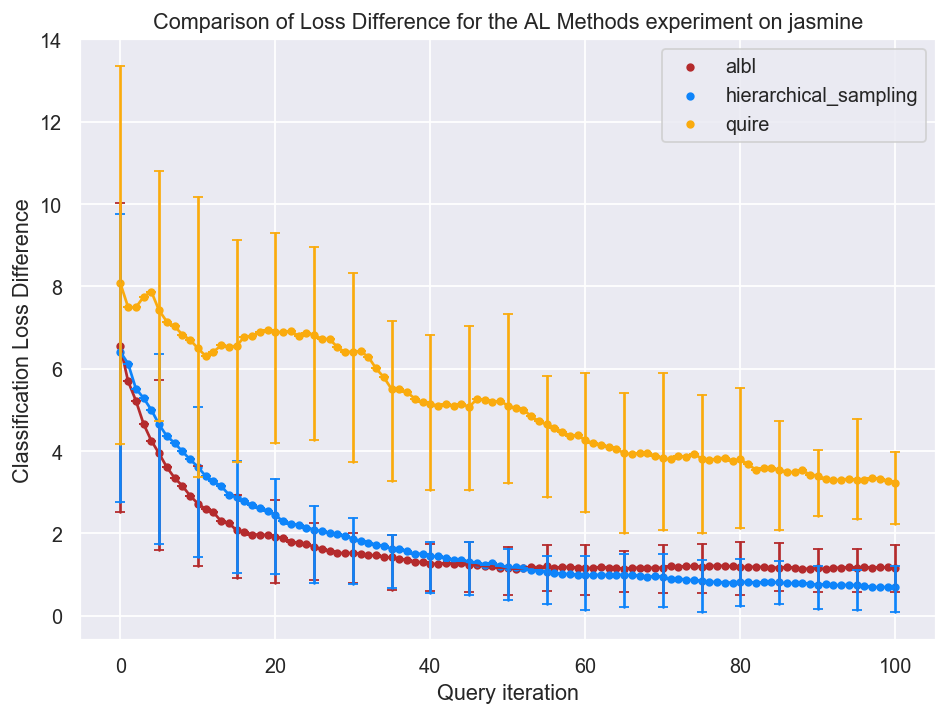 Comparison of Loss Difference for the AL Methods experiment on jasmine
albl
hierarchical_sampling
quire
Classification Loss Difference
14
12
10
8
6
4
2
0
0 20 40 60 80 100
Query iteration